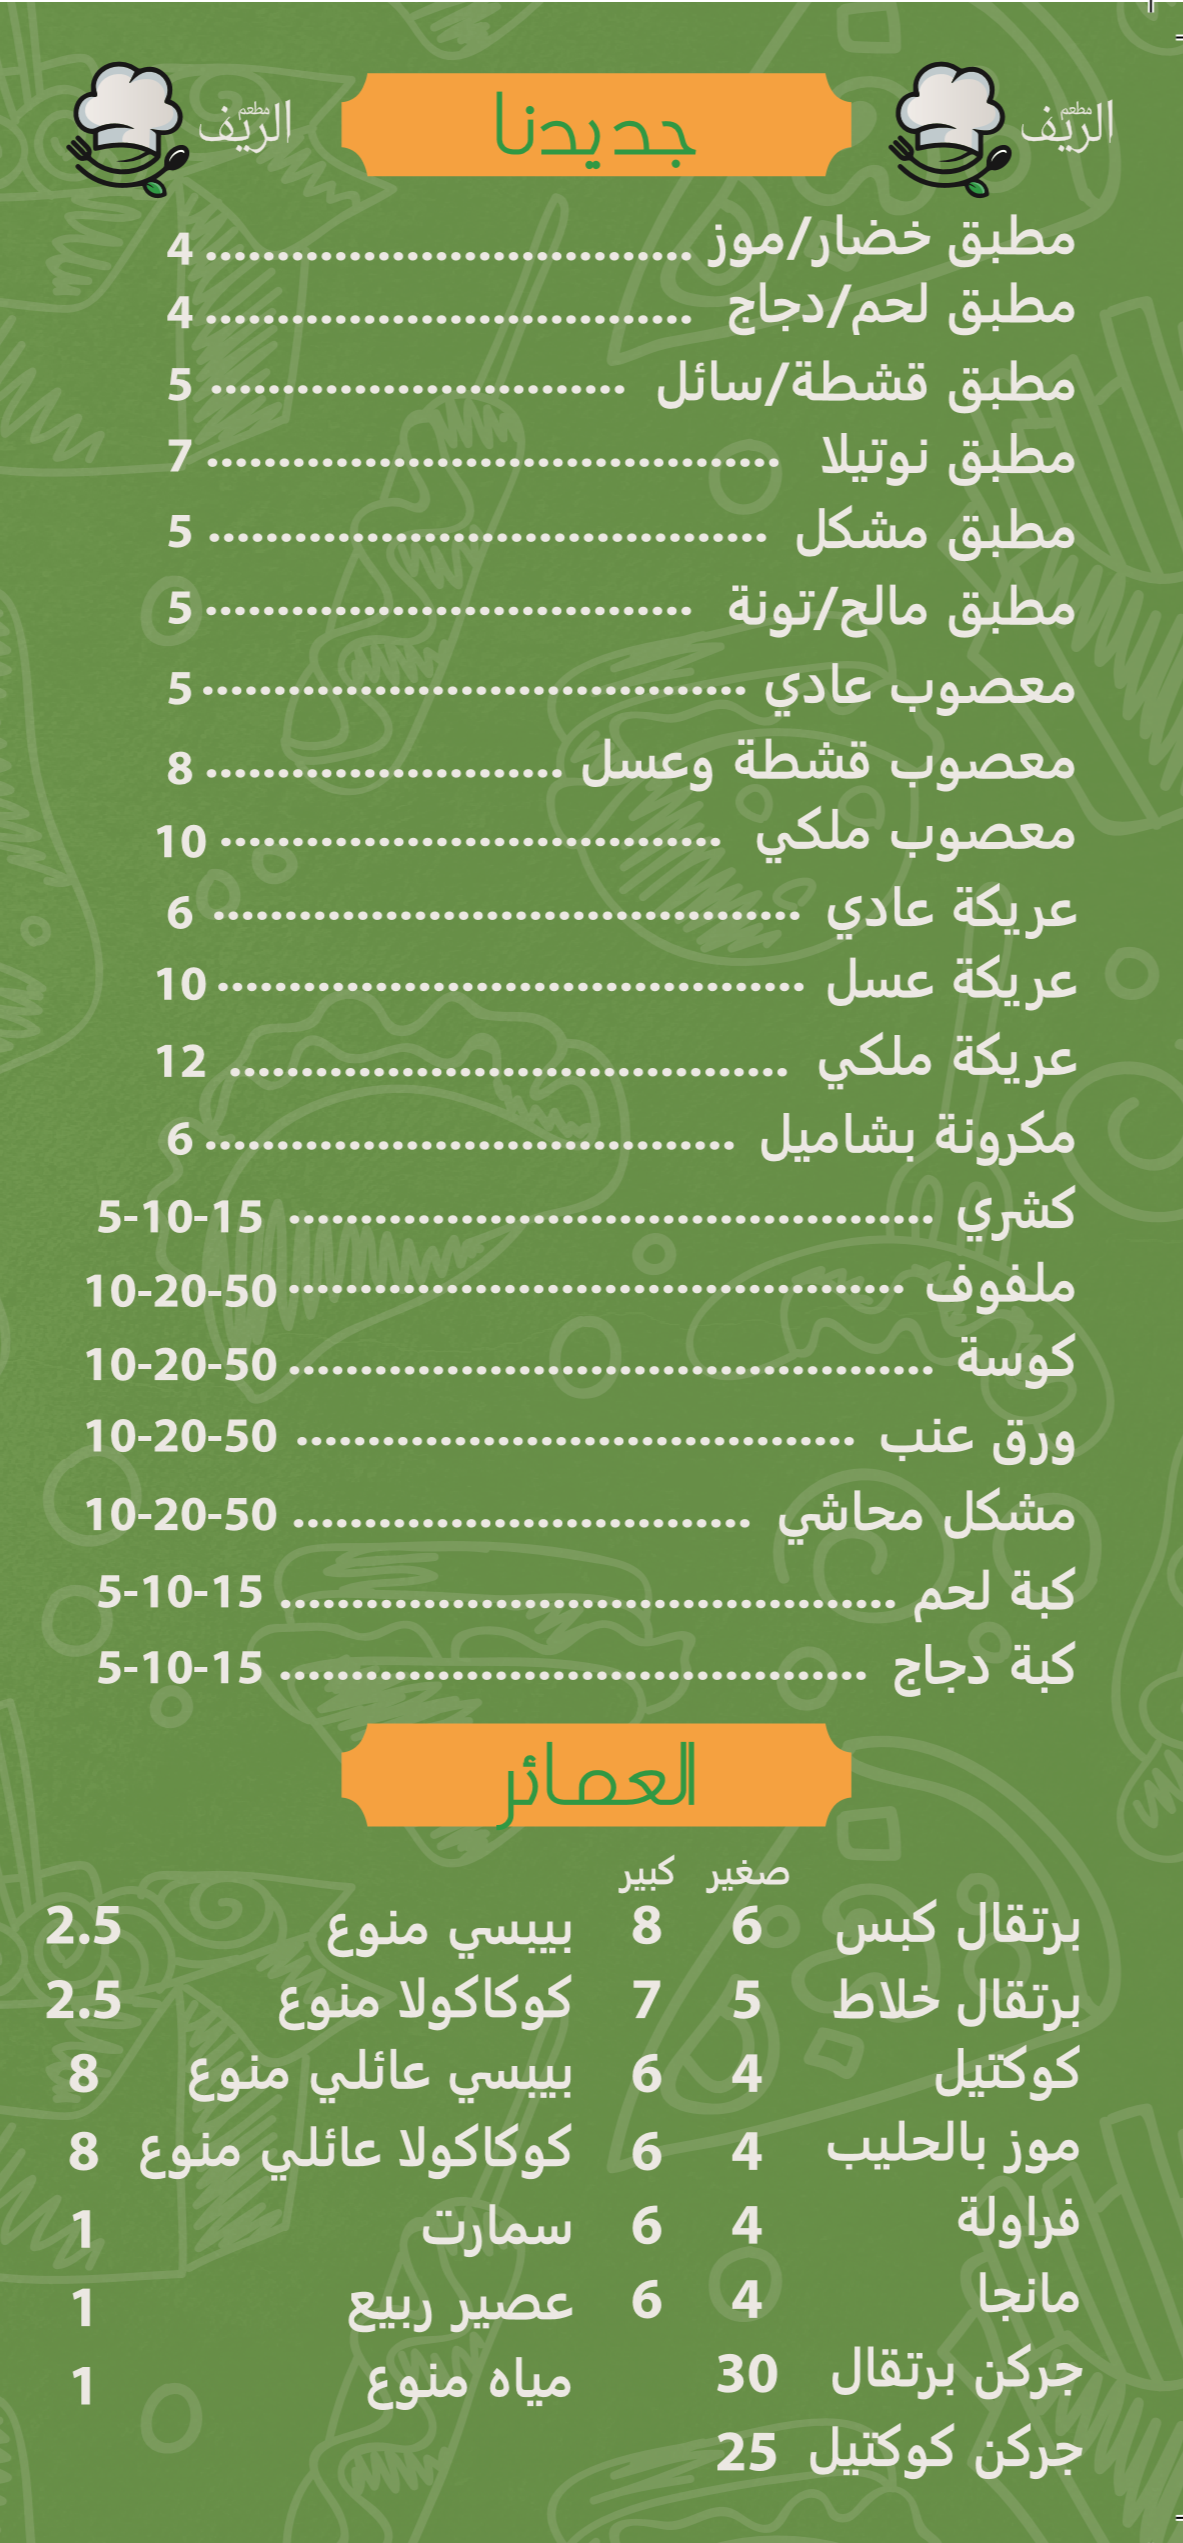 مطعم
الريف
جديدنا
مطعم
الريف
مطبق خضار/موز .................................. 4
مطبق لحم/دجاج .................................. 4
مطبق قشطة/سائل ............................. 5
مطبق نوتيلا ........................................ 7
مطبق مشكل ....................................... 5
مطبق مالح/تونة .................................. 5
معصوب عادي ...................................... 5
معصوب قشطة وعسل ......................... 8
معصوب ملكي ................................... 10
عريكة عادي ......................................... 6
عريكة عسل ......................................... 10
عريكة ملكي ....................................... 12
مكرونة بشاميل ..................................... 6
كشري ............................................. 5-10-15
ملفوف ........................................... 10-20-50
كوسة ............................................. 10-20-50
ورق عنب ....................................... 10-20-50
مشكل محاشي ................................ 10-20-50
كبة لحم ........................................... 5-10-15
كبة دجاج ......................................... 5-10-15
العصائر
صغير كبير
برتقال كبس 6 8 بيبسي منوع 2.5
برتقال خلاط 5 7 كوكاكولا منوع 2.5
كوكتيل 4 6 بيبسي عائلي منوع 8
موز بالحليب 4 6 كوكاكولا عائلي منوع 8
فراولة 4 6 سمارت 1
مانجا 4 6 عصير ربيع 1
جركن برتقال 30 مياه منوع 1
جركن كوكتيل 25